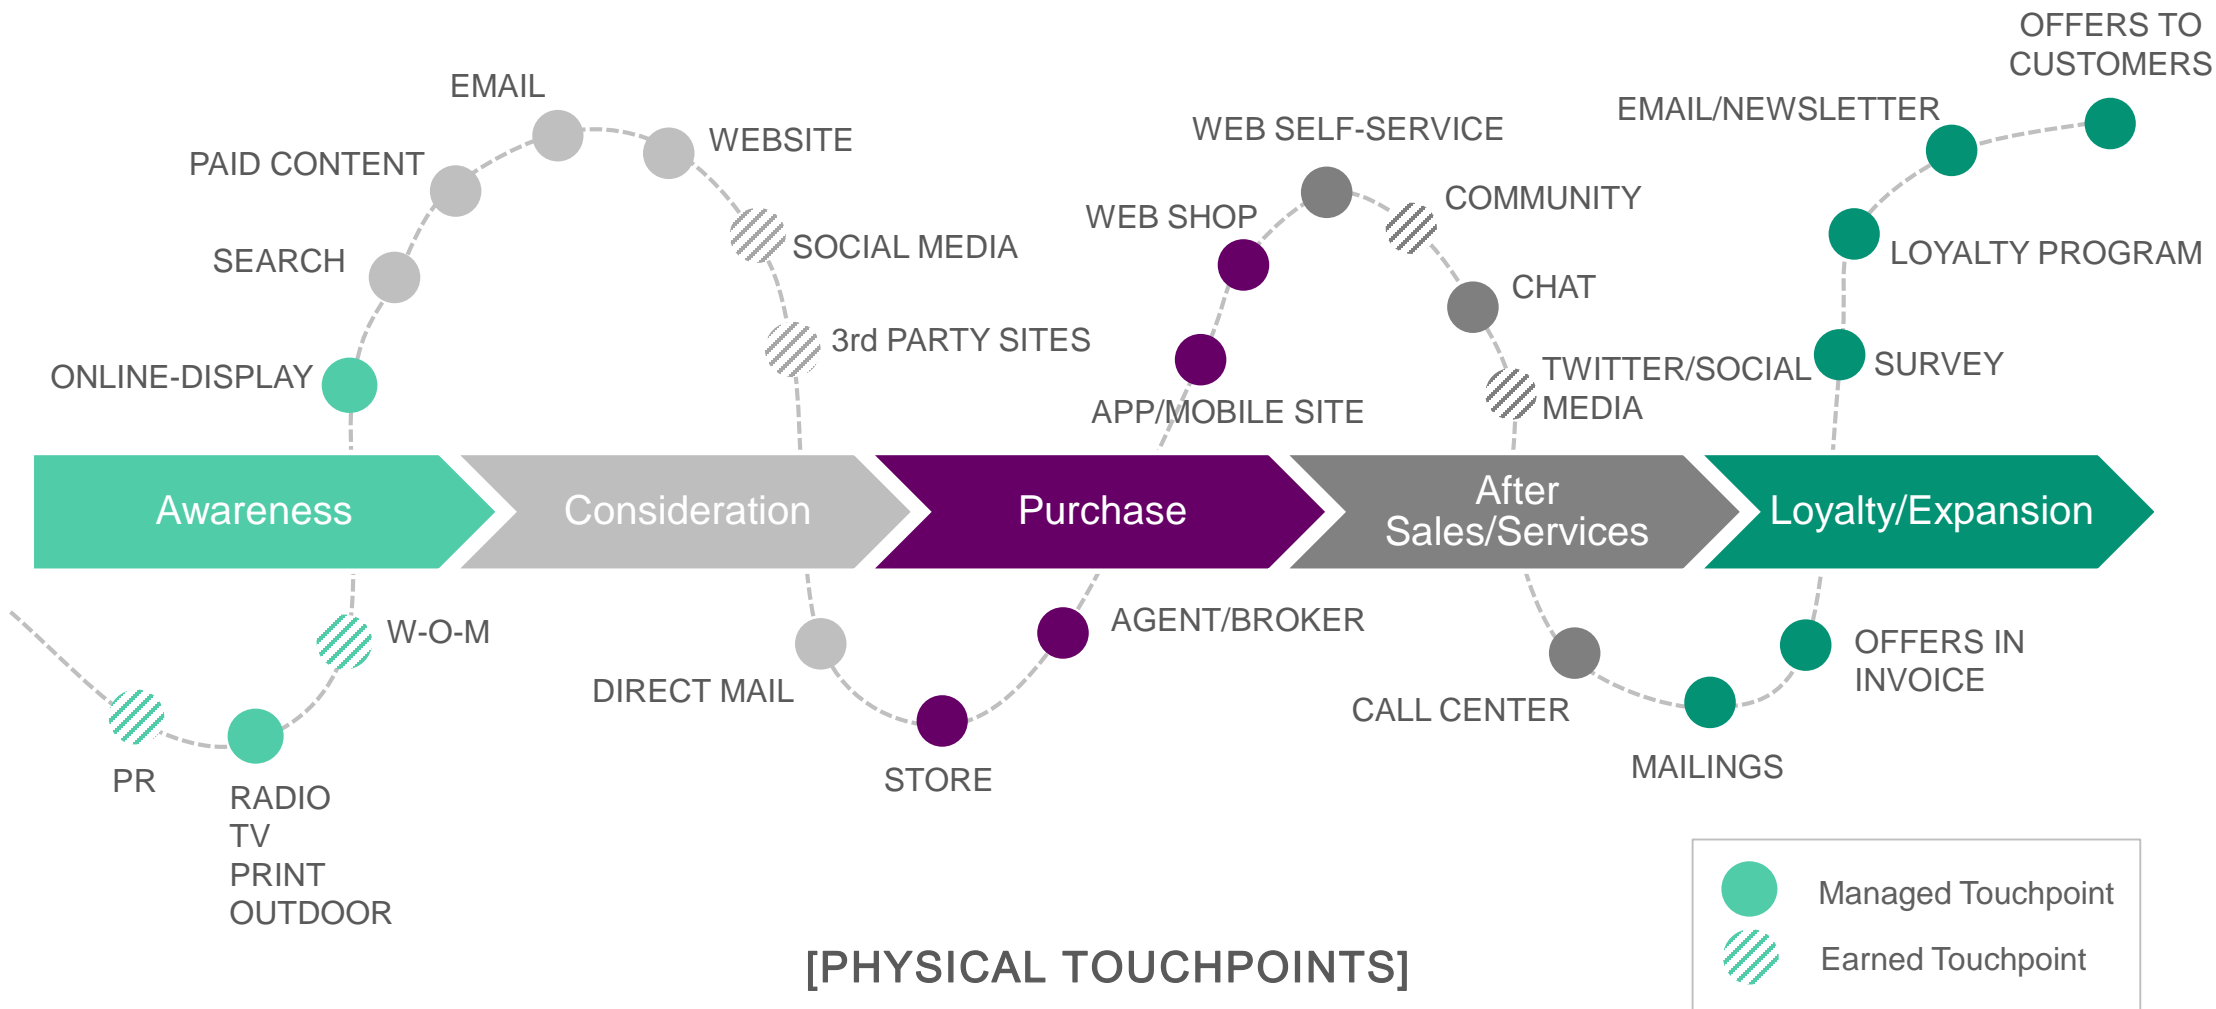 OFFERS TO
CUSTOMERS
EMAIL
EMAIL/NEWSLETTER
WEBSITE
WEB SELF-SERVICE
PAID CONTENT
COMMUNITY
WEB SHOP
SOCIAL MEDIA
LOYALTY PROGRAM
SEARCH
CHAT
3rd PARTY SITES
TWITTER/SOCIAL
MEDIA
SURVEY
ONLINE-DISPLAY
APP/MOBILE SITE
Awareness
Consideration
Purchase
After
Sales/Services
Loyalty/Expansion
W-O-M
AGENT/BROKER
OFFERS IN
INVOICE
DIRECT MAIL
CALL CENTER
PR
STORE
MAILINGS
RADIO
TV
PRINT
OUTDOOR
Managed Touchpoint
Earned Touchpoint
[PHYSICAL TOUCHPOINTS]